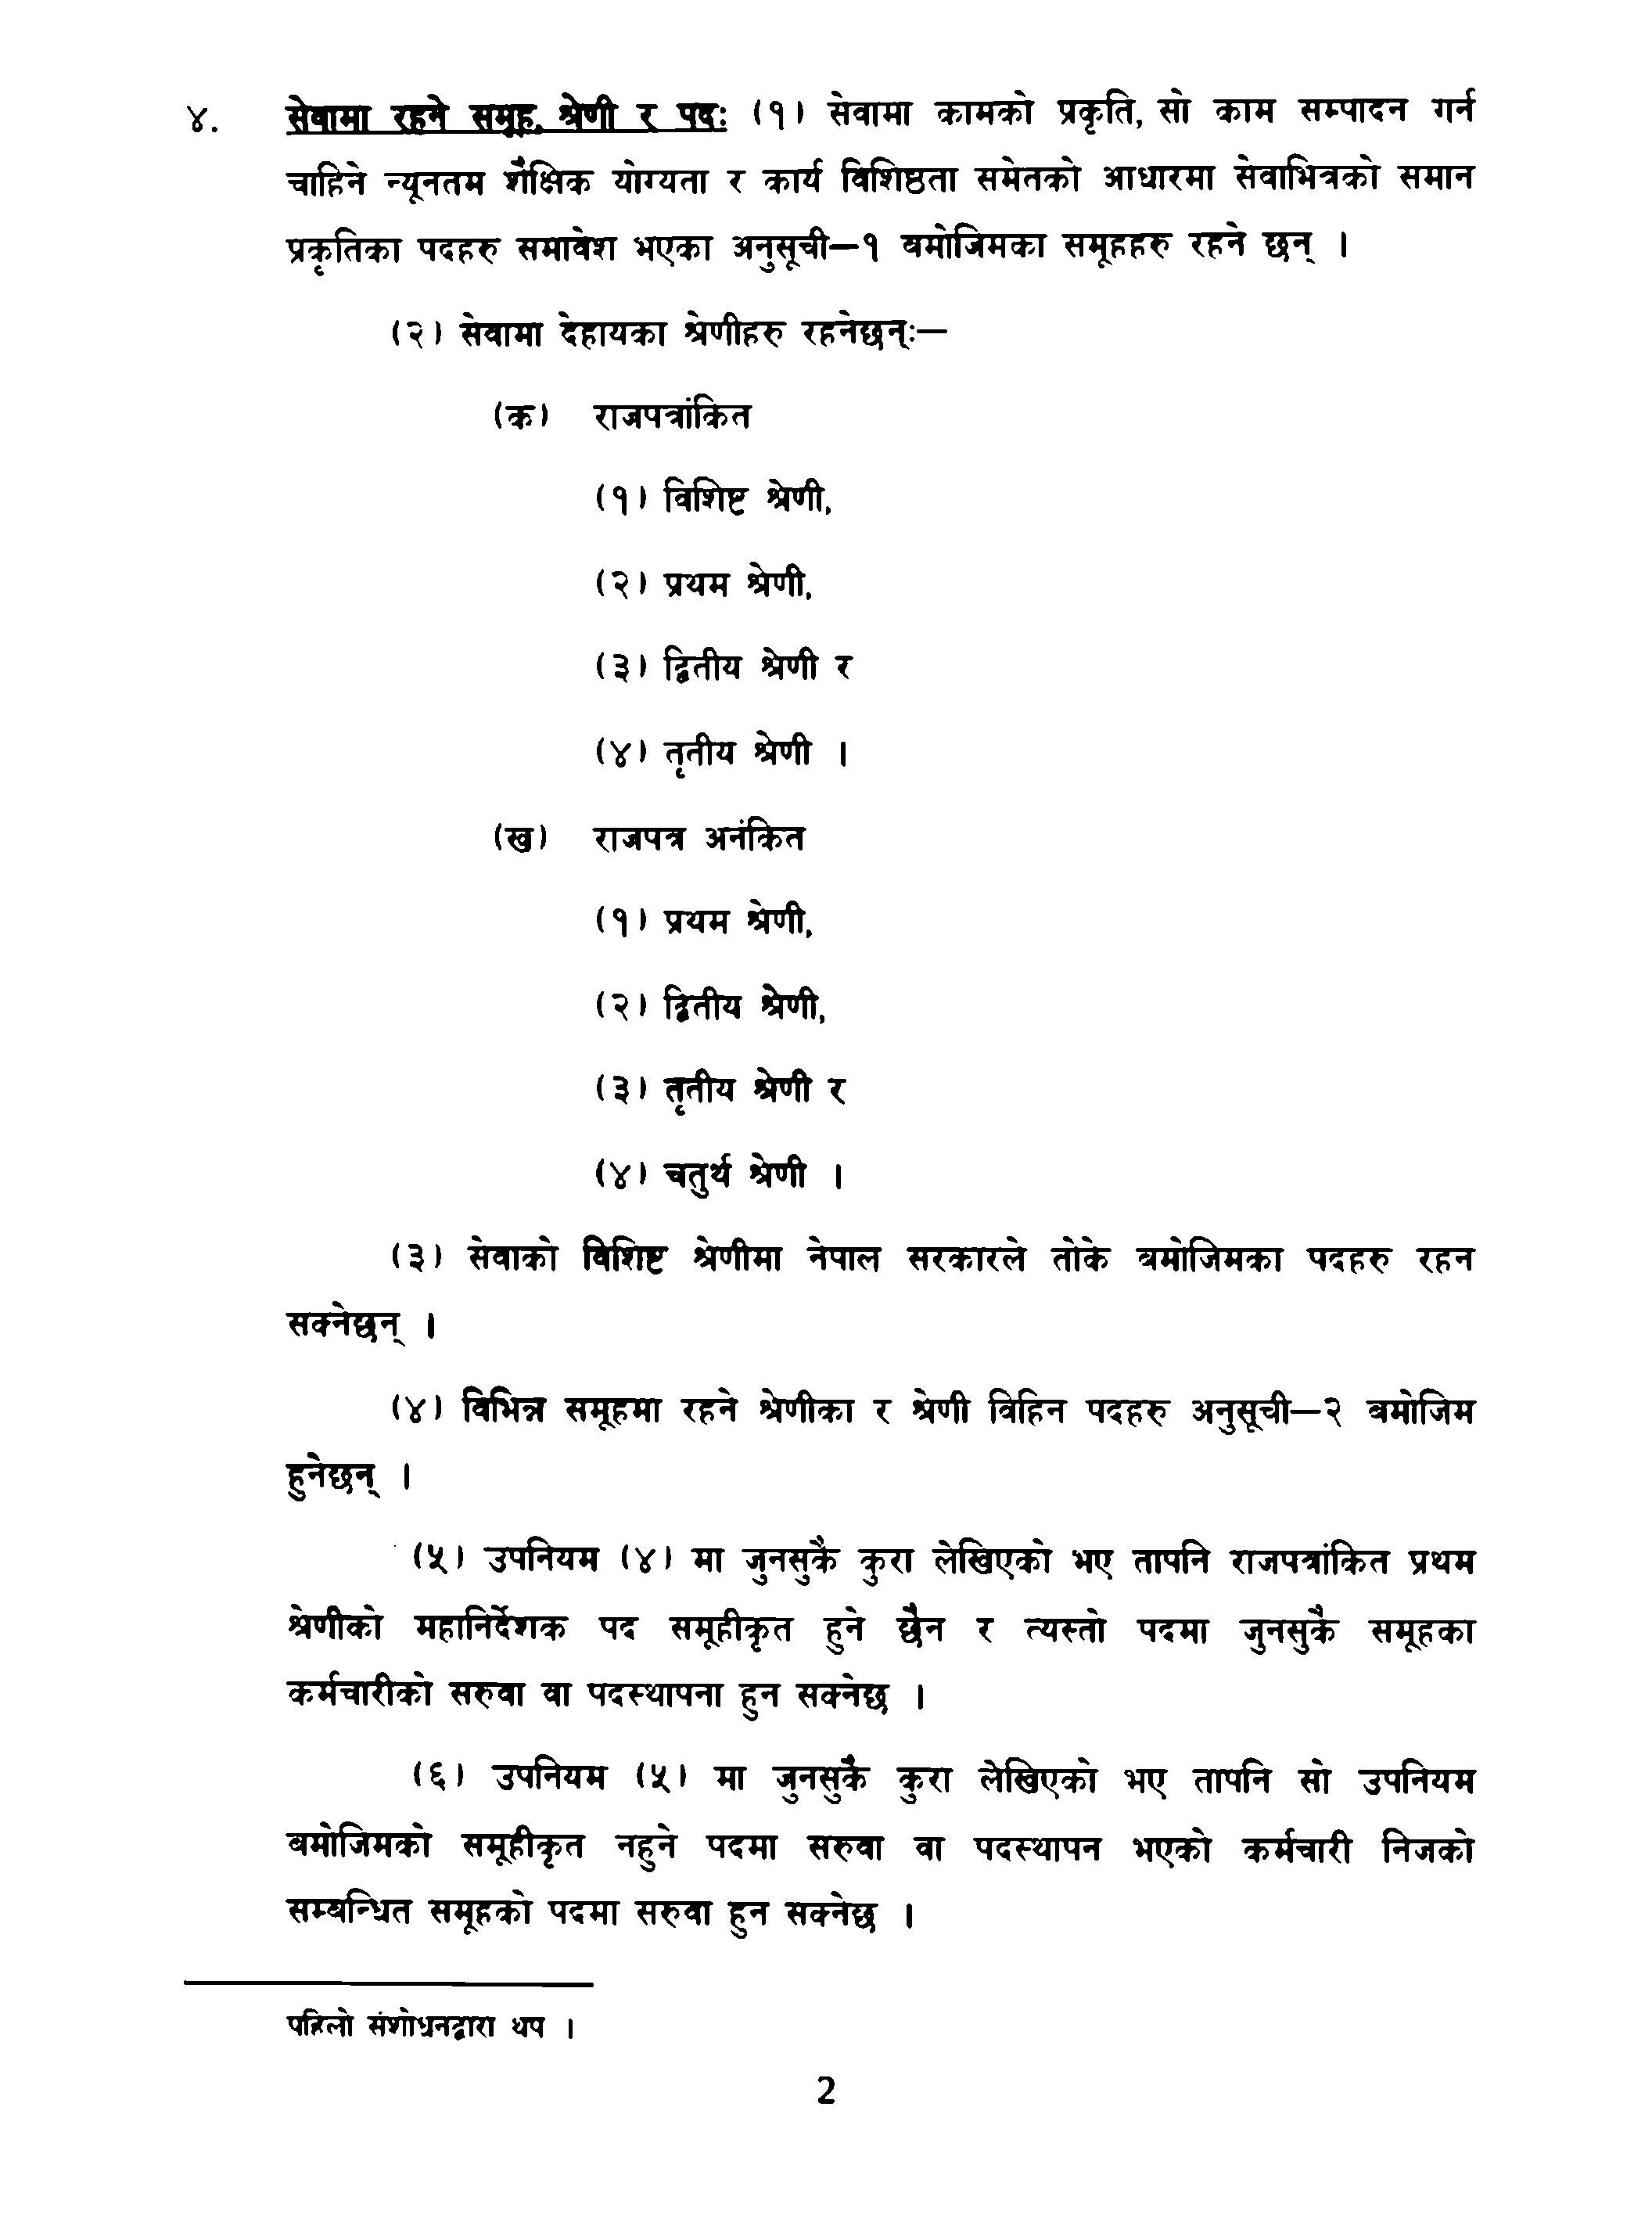 ४. सेवामा रहने समूह, श्रेणी र पदः (१) सेवामा कामको प्रकृति, सो काम सम्पादन गर्न
चाहिने न्यूनतम शैक्षिक योग्यता र कार्य विशिष्ठता समेतको आधारमा सेवाभित्रको समान
प्रकृतिका पदहरु समावेश भएका अनुसूची–१ बमोजिमका समूहहरु रहने छन् ।
(२) सेवामा देहायका श्रेणीहरु रहनेछन्ः–
(क) राजपत्रांकित
(१) विशिष्ट श्रेणी,
(२) प्रथम श्रेणी,
(३) द्वितीय श्रेणी र
(४) तृतीय श्रेणी ।
(ख) राजपत्र अनंकित
(१) प्रथम श्रेणी,
(२) द्वितीय श्रेणी,
(३) तृतीय श्रेणी र
(४) चतुर्थ श्रेणी ।
(३) सेवाको विशिष्ट श्रेणीमा नेपाल सरकारले तोके बमोजिमका पदहरु रहन
सक्नेछन् ।
(४) विभिन्न समूहमा रहने श्रेणीका र श्रेणी विहिन पदहरु अनुसूची–२ बमोजिम
हुनेछन् ।
(५) उपनियम (४) मा जुनसुकै कुरा लेखिएको भए तापनि राजपत्रांकित प्रथम
श्रेणीको महानिर्देशक पद समूहीकृत हुने छैन र त्यस्तो पदमा जुनसुकै समूहका
कर्मचारीको सरुवा वा पदस्थापना हुन सक्नेछ ।
(६) उपनियम (५) मा जुनसुकै कुरा लेखिएको भए तापनि सो उपनियम
बमोजिमको समूहीकृत नहुने पदमा सरुवा वा पदस्थापन भएको कर्मचारी निजको
सम्बन्धित समूहको पदमा सरुवा हुन सक्नेछ ।
पहिलो संशोधनद्वारा थप ।
2